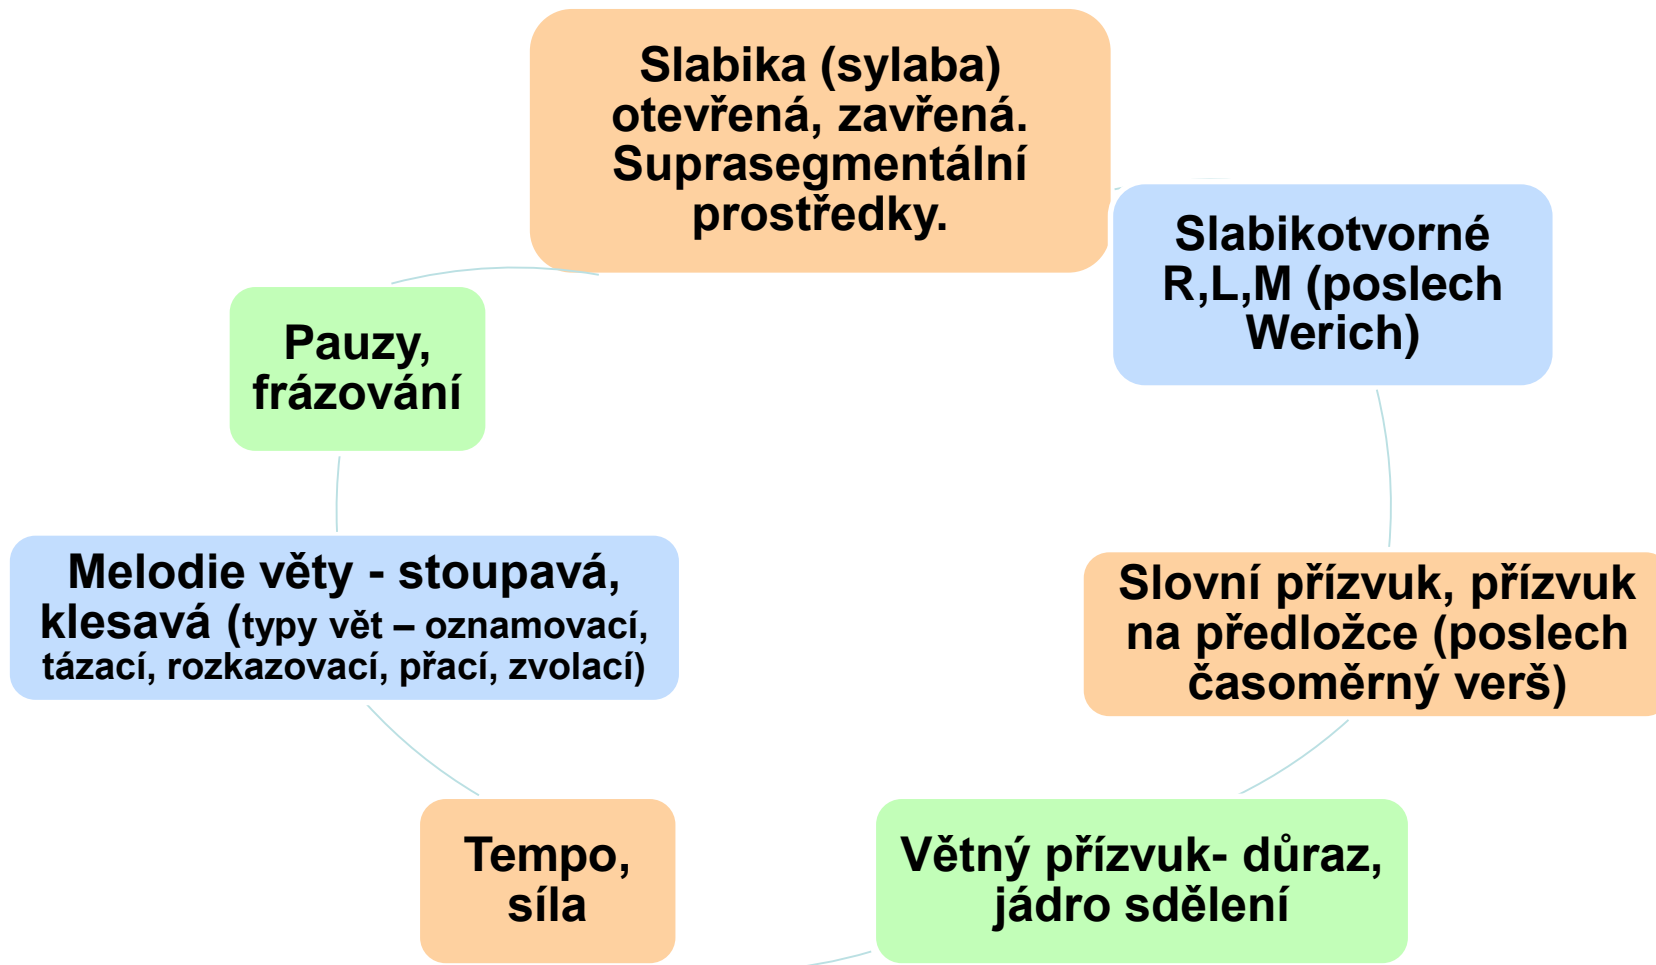 Slabika (sylaba)
otevřená, zavřená.
Suprasegmentální
prostředky.
Slabikotvorné
R,L,M (poslech
Werich)
Slovní přízvuk, přízvuk
na předložce (poslech
časoměrný verš)
Větný přízvuk- důraz,
jádro sdělení
Tempo,
síla
Melodie věty - stoupavá,
klesavá (typy vět – oznamovací,
tázací, rozkazovací, přací, zvolací)
Pauzy,
frázování